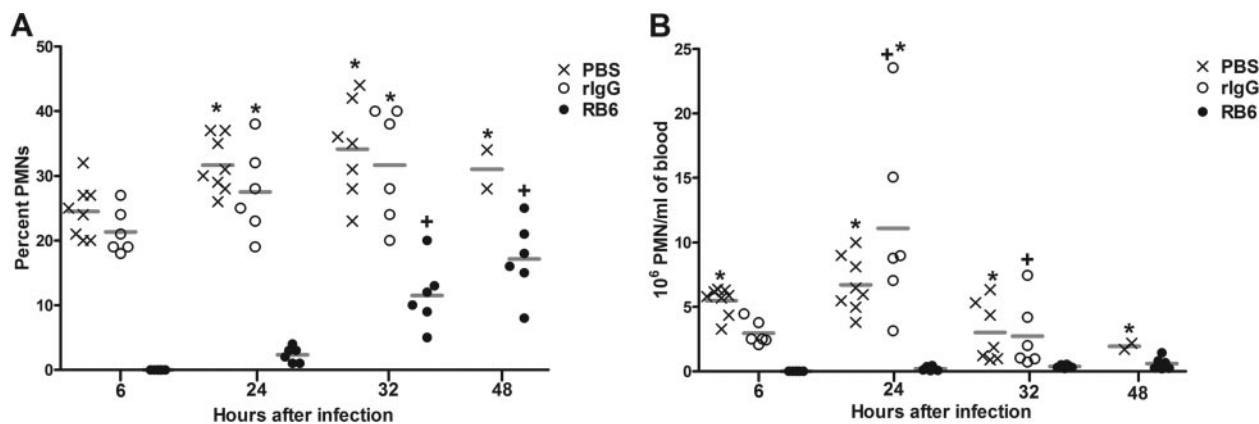 A
Percent PMNs
50
40
30
20
10
0
6
24
32
48
Hours after infection
* * * * * + +
PBS
rIgG
RB6
B
10⁶ PMN/ml of blood
25
20
15
10
5
0
6
24
32
48
Hours after infection
* * + * * + *
PBS
rIgG
RB6